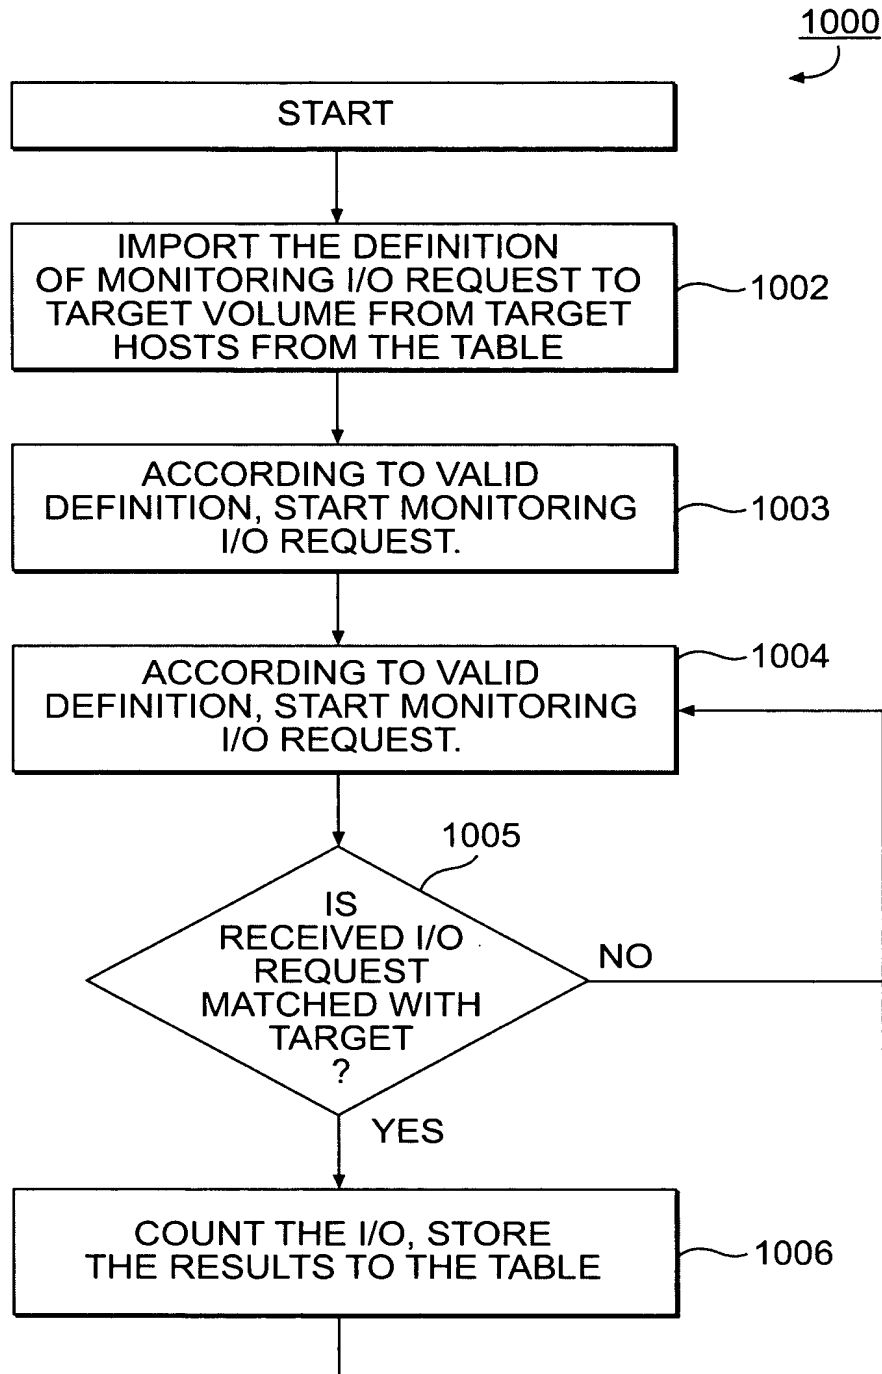 1000
START
IMPORT THE DEFINITION
OF MONITORING I/O REQUEST TO
TARGET VOLUME FROM TARGET
HOSTS FROM THE TABLE
1002
ACCORDING TO VALID
DEFINITION, START MONITORING
I/O REQUEST.
1003
ACCORDING TO VALID
DEFINITION, START MONITORING
I/O REQUEST.
1004
1005
IS
RECEIVED I/O
REQUEST
MATCHED WITH
TARGET
?
NO
YES
COUNT THE I/O, STORE
THE RESULTS TO THE TABLE
1006